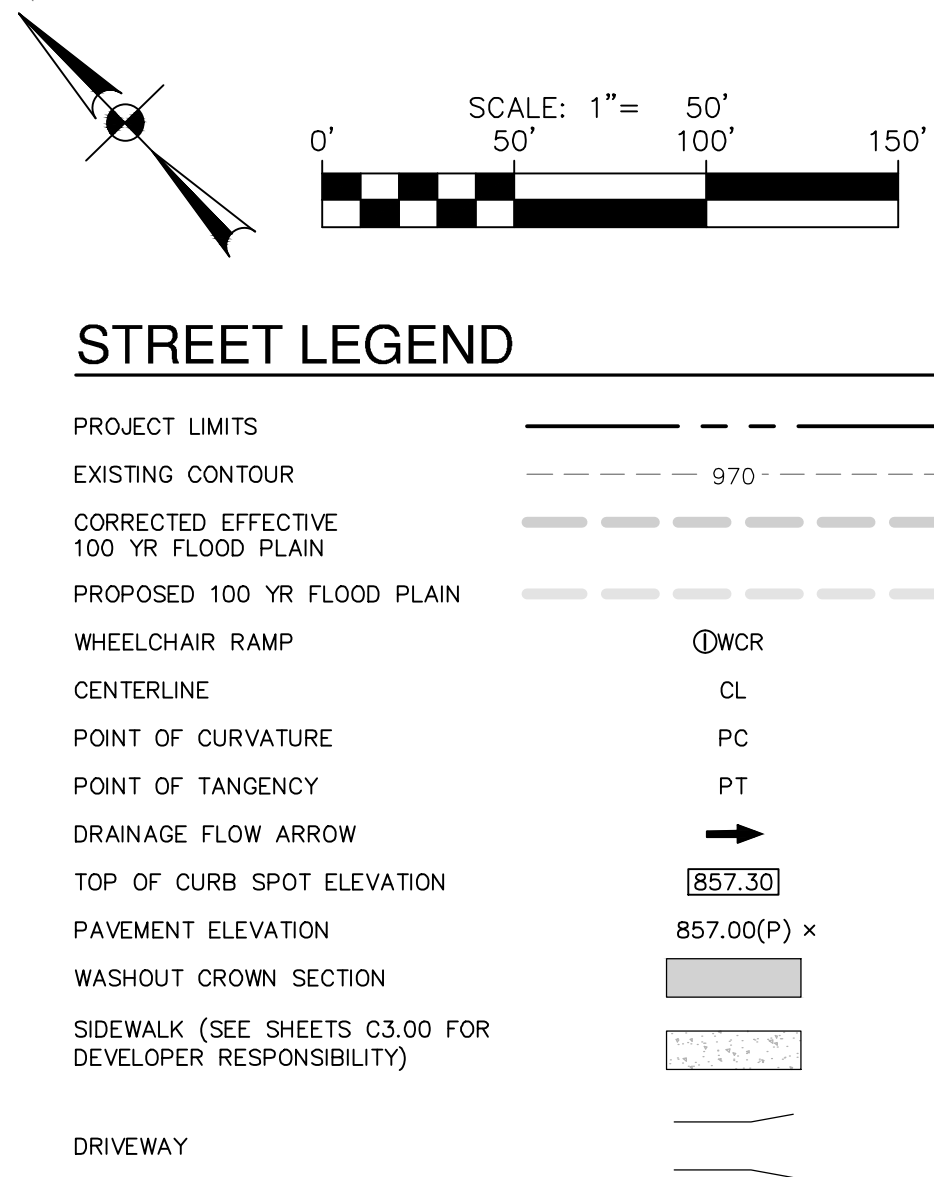 SCALE: 1"= 50'
0' 50' 100' 150'
STREET LEGEND
PROJECT LIMITS
EXISTING CONTOUR 970
CORRECTED EFFECTIVE
100 YR FLOOD PLAIN
PROPOSED 100 YR FLOOD PLAIN
WHEELCHAIR RAMP ⒾWCR
CENTERLINE CL
POINT OF CURVATURE PC
POINT OF TANGENCY PT
DRAINAGE FLOW ARROW
TOP OF CURB SPOT ELEVATION 857.30
PAVEMENT ELEVATION 857.00(P) ×
WASHOUT CROWN SECTION
SIDEWALK (SEE SHEETS C3.00 FOR
DEVELOPER RESPONSIBILITY)
DRIVEWAY